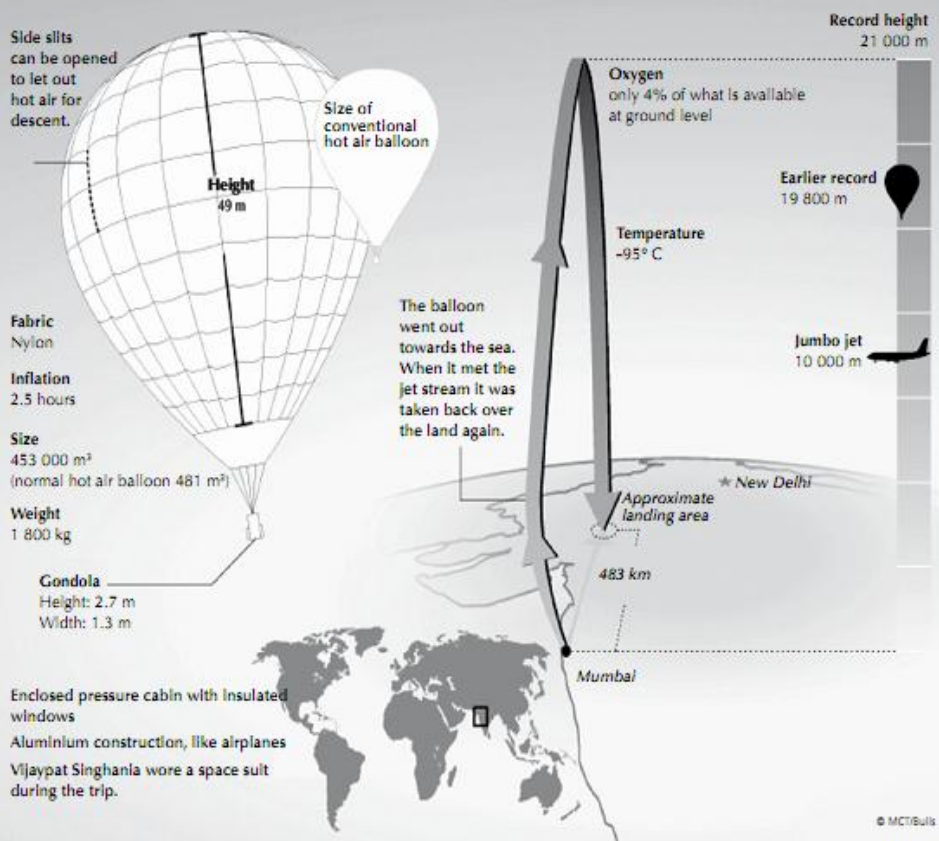 Side slits
can be opened
to let out
hot air for
descent.
Size of
conventional
hot air balloon
Height
49 m
Fabric
Nylon
Inflation
2.5 hours
Size
453 000 m³
(normal hot air balloon 481 m³)
Weight
1 800 kg
Gondola
Height: 2.7 m
Width: 1.3 m
Enclosed pressure cabin with insulated
windows
Aluminium construction, like airplanes
Vijaypat Singhania wore a space suit
during the trip.
The balloon
went out
towards the sea.
When it met the
jet stream it was
taken back over
the land again.
Record height
21 000 m
Oxygen
only 4% of what is available
at ground level
Earlier record
19 800 m
Temperature
-95° C
Jumbo jet
10 000 m
New Delhi
Approximate
landing area
483 km
Mumbai
© MCT/Bulls